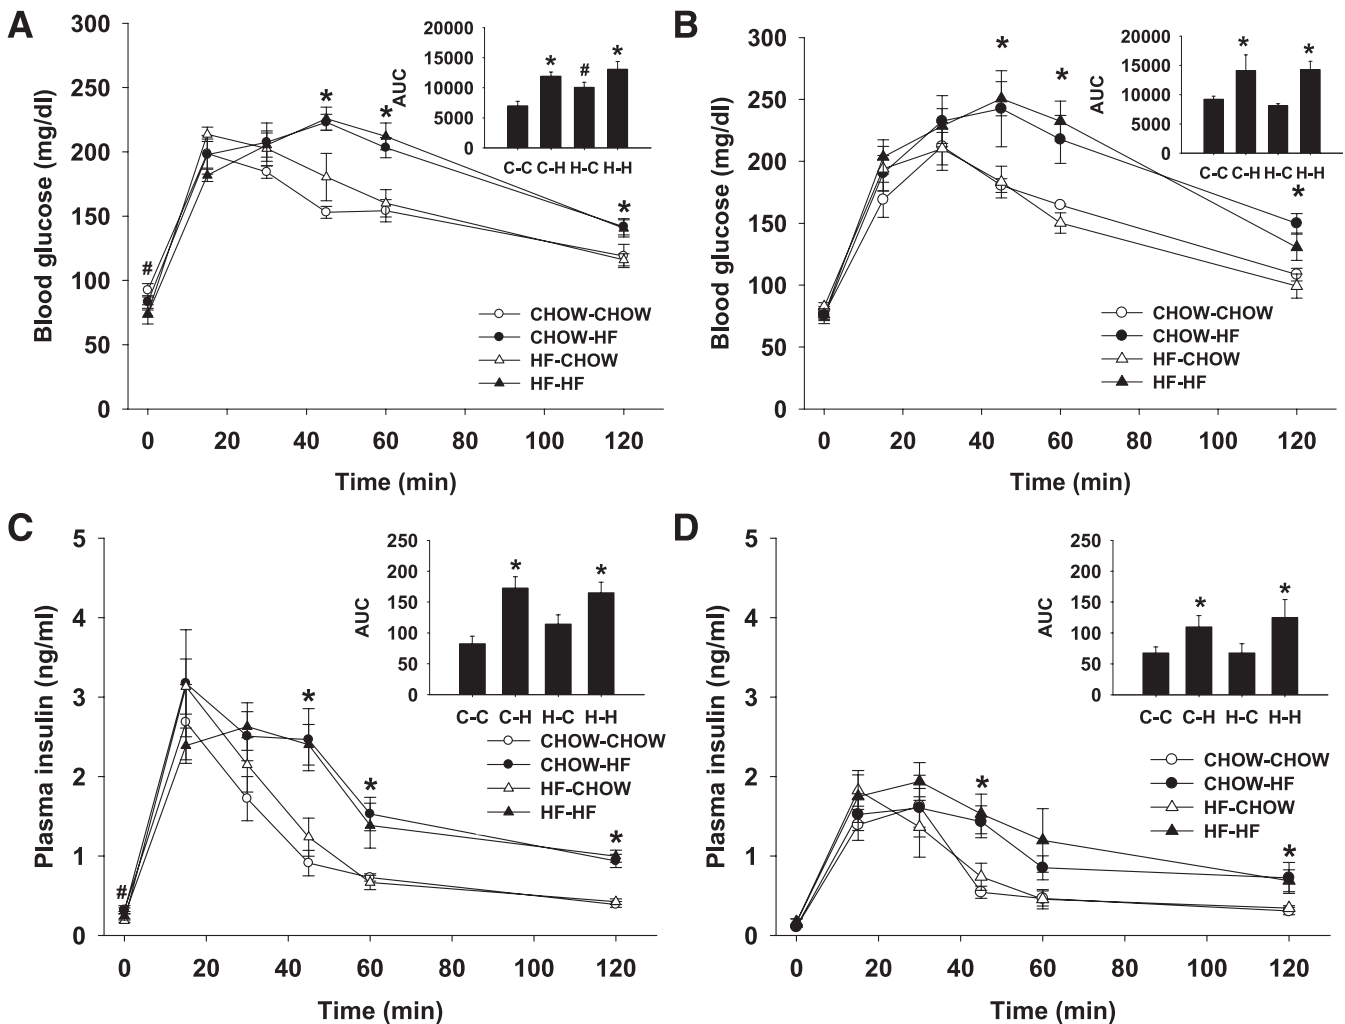 A
Blood glucose (mg/dl)
300
250
200
150
100
50
0
0 20 40 60 80 100 120
Time (min)
#
*
*
*
AUC
20000
15000
10000
5000
0
* # *
C-C C-H H-C H-H
CHOW-CHOW
CHOW-HF
HF-CHOW
HF-HF
B
Blood glucose (mg/dl)
300
250
200
150
100
50
0
0 20 40 60 80 100 120
Time (min)
*
*
*
AUC
20000
15000
10000
5000
0
* *
C-C C-H H-C H-H
CHOW-CHOW
CHOW-HF
HF-CHOW
HF-HF
C
Plasma insulin (ng/ml)
5
4
3
2
1
0
0 20 40 60 80 100 120
Time (min)
#
*
*
*
AUC
250
200
150
100
50
0
* *
C-C C-H H-C H-H
CHOW-CHOW
CHOW-HF
HF-CHOW
HF-HF
D
Plasma insulin (ng/ml)
5
4
3
2
1
0
0 20 40 60 80 100 120
Time (min)
*
*
AUC
250
200
150
100
50
0
* *
C-C C-H H-C H-H
CHOW-CHOW
CHOW-HF
HF-CHOW
HF-HF